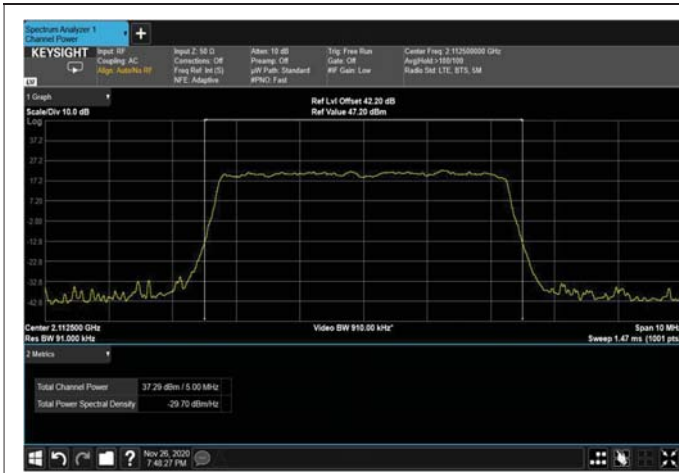 Spectrum Analyzer 1
Channel Power
+
KEYSIGHT
LXI
Input: RF
Coupling: AC
Align: Auto/No RF
Input Z: 50 Ω
Corrections: Off
Freq Ref: Int (S)
NFE: Adaptive
Atten: 10 dB
Preamp: Off
µW Path: Standard
#PNO: Fast
Trig: Free Run
Gate: Off
#IF Gain: Low
Center Freq: 2.112500000 GHz
Avg|Hold:>100/100
Radio Std: LTE, BTS, 5M
1 Graph
Scale/Div 10.0 dB
Ref Lvl Offset 42.20 dB
Ref Value 47.20 dBm
Log
37.2
27.2
17.2
7.20
-2.80
-12.8
-22.8
-32.8
-42.8
Center 2.112500 GHz
Video BW 910.00 kHz*
Span 10 MHz
Res BW 91.000 kHz
Sweep 1.47 ms (1001 pts)
2 Metrics
Total Channel Power 37.29 dBm / 5.00 MHz
Total Power Spectral Density -29.70 dBm/Hz
?
Nov 26, 2020
7:48:27 PM